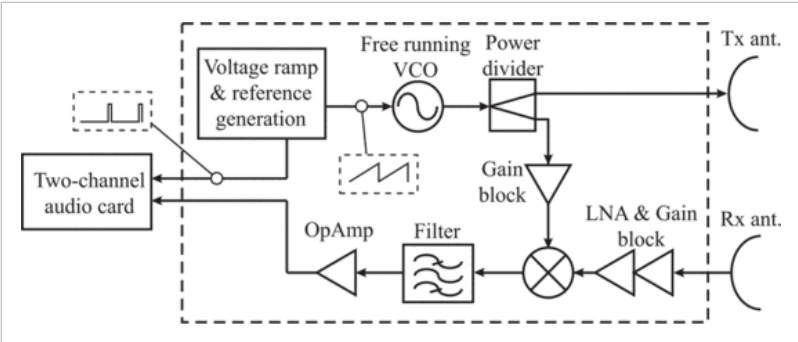 Free running
VCO
Power
divider
Tx ant.
Voltage ramp
& reference
generation
Two-channel
audio card
Gain
block
OpAmp
Filter
LNA & Gain
block
Rx ant.